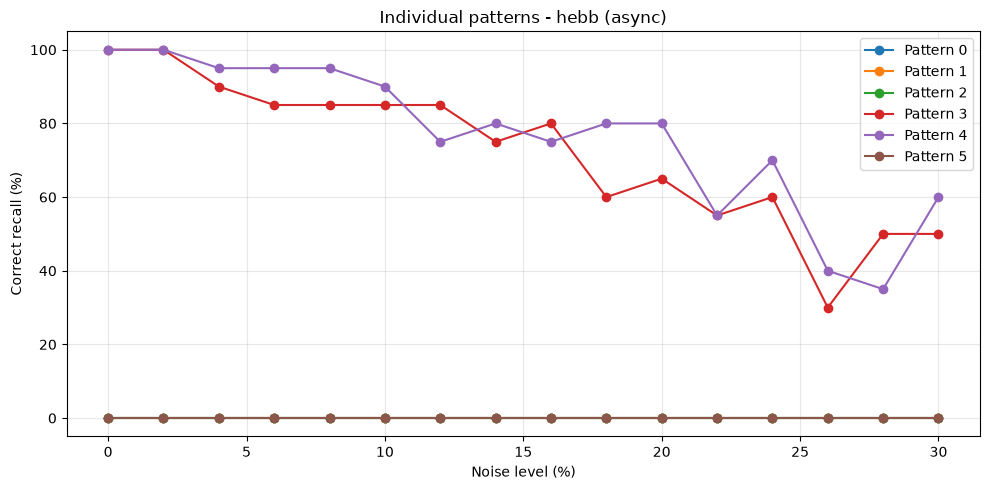 Individual patterns - hebb (async)
Correct recall (%)
100
80
60
40
20
0
Pattern 0
Pattern 1
Pattern 2
Pattern 3
Pattern 4
Pattern 5
0 5 10 15 20 25 30
Noise level (%)